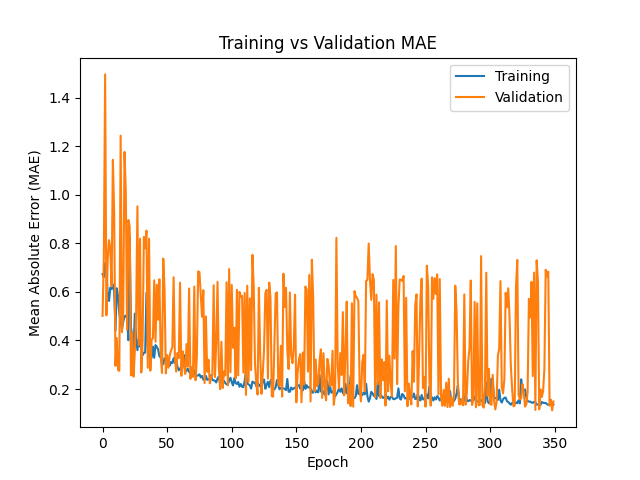 Training vs Validation MAE
Training
Validation
Mean Absolute Error (MAE)
1.4
1.2
1.0
0.8
0.6
0.4
0.2
0 50 100 150 200 250 300 350
Epoch